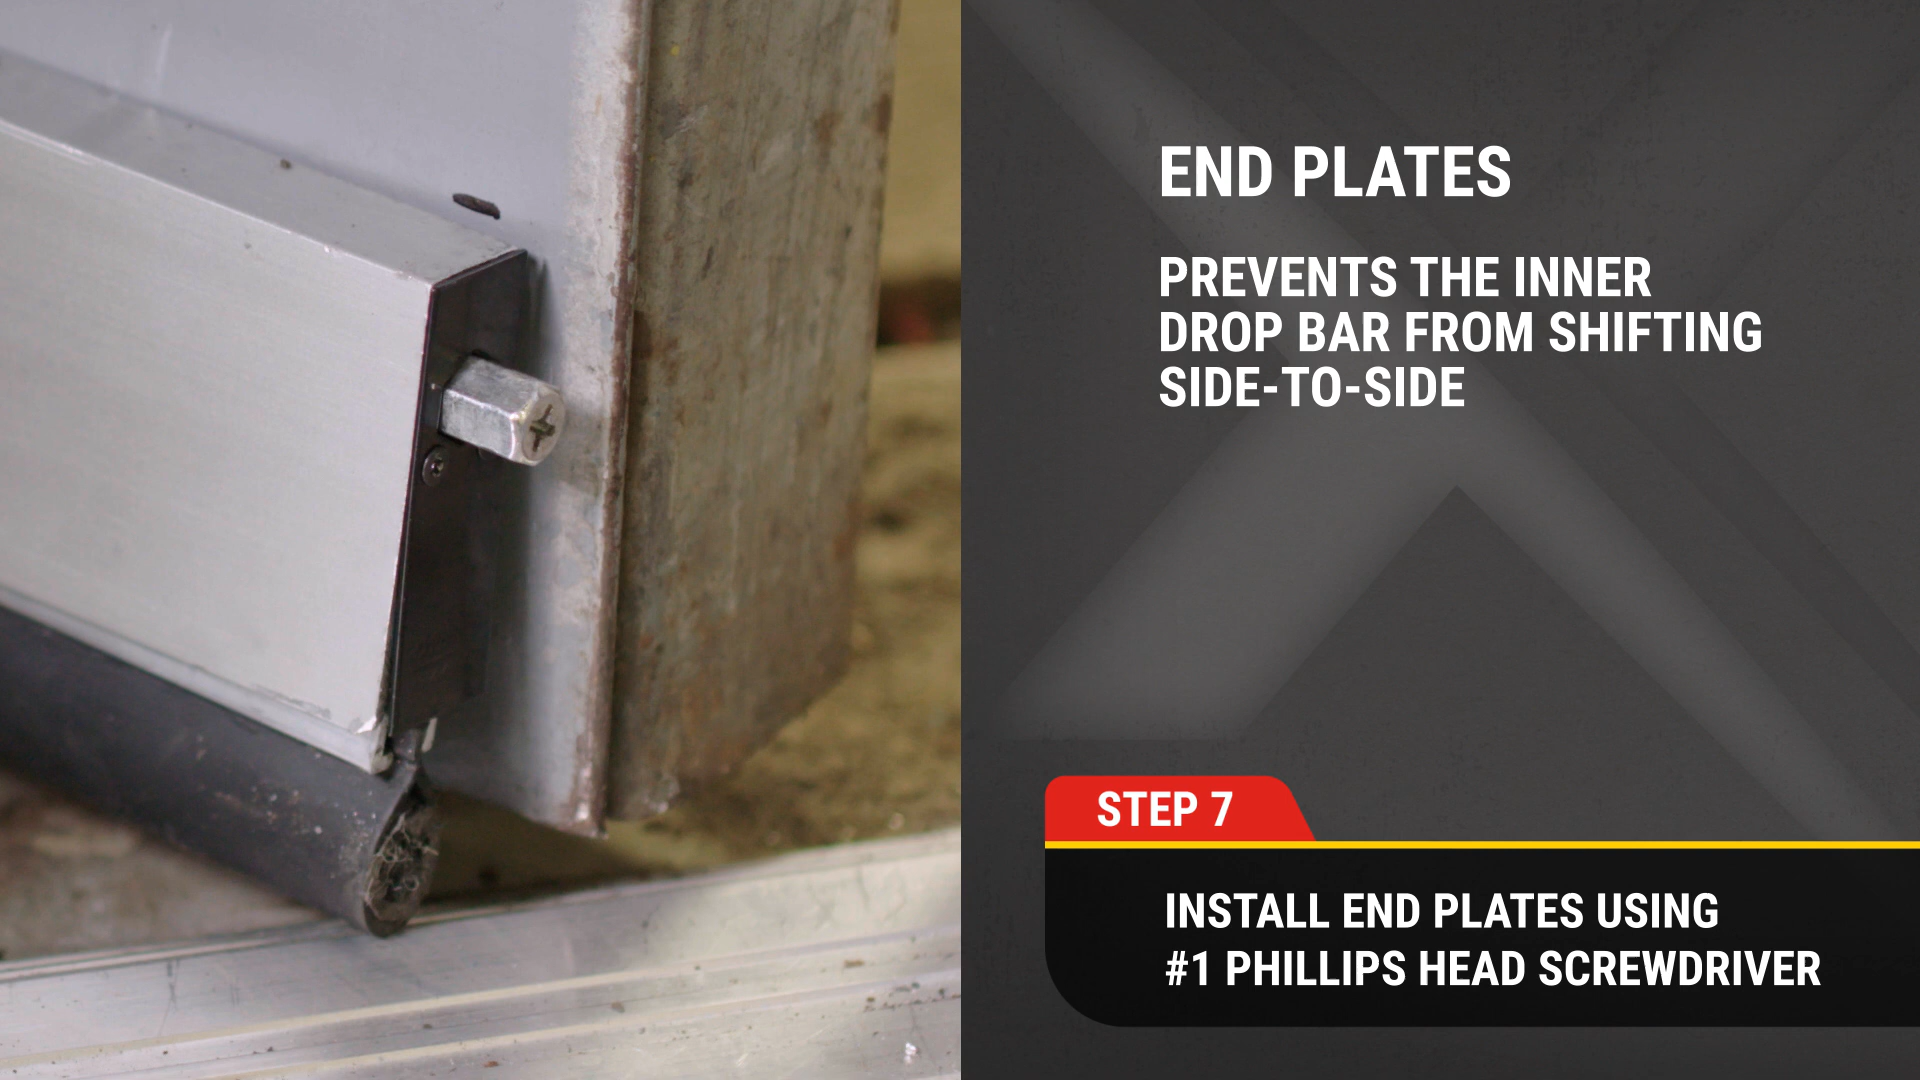 END PLATES
PREVENTS THE INNER
DROP BAR FROM SHIFTING
SIDE-TO-SIDE
STEP 7
INSTALL END PLATES USING
#1 PHILLIPS HEAD SCREWDRIVER